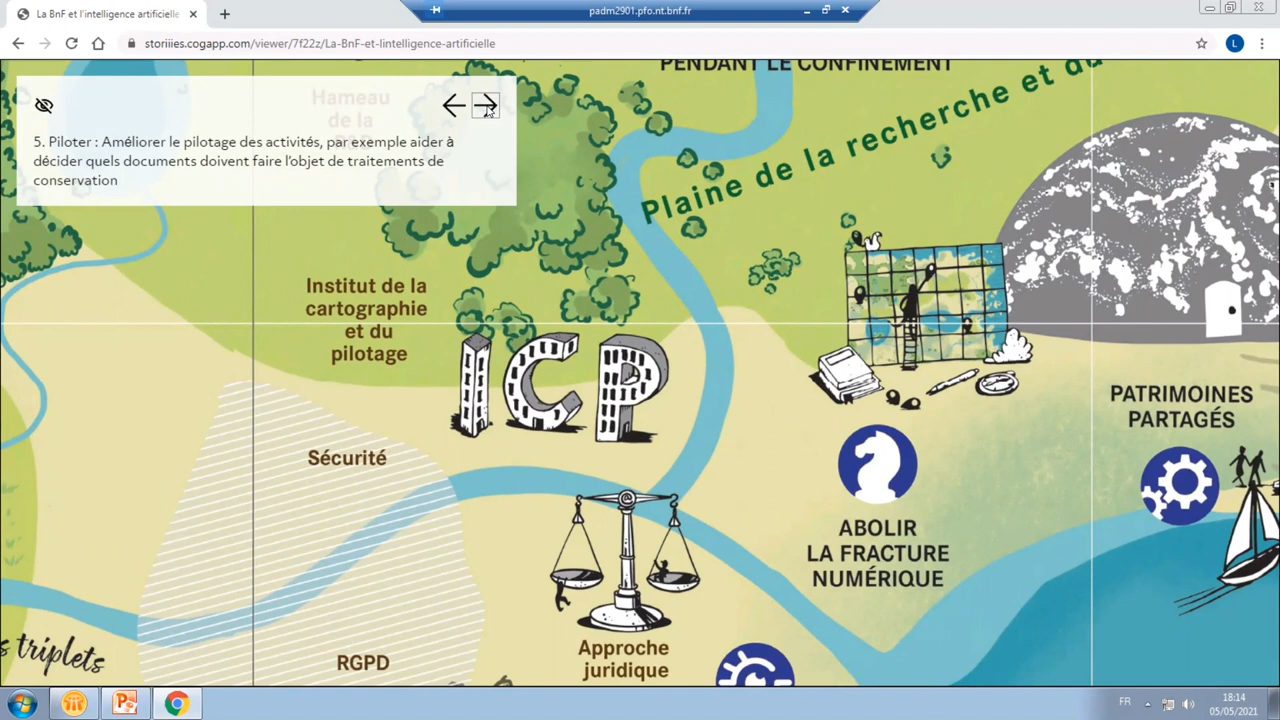 La BnF et l'intelligence artificielle
padm2901.pfo.nt.bnf.fr
storiiies.cogapp.com/viewer/7f22z/La-BnF-et-lintelligence-artificielle
L
PENDANT LE CONFINEMENT
Hameau
de la
5. Piloter : Améliorer le pilotage des activités, par exemple aider à
décider quels documents doivent faire l'objet de traitements de
conservation
Plaine de la recherche et du
Institut de la
cartographie
et du
pilotage
ICP
PATRIMOINES
PARTAGÉS
Sécurité
ABOLIR
LA FRACTURE
NUMÉRIQUE
s triplets
RGPD
Approche
juridique
FR
18:14
05/05/2021